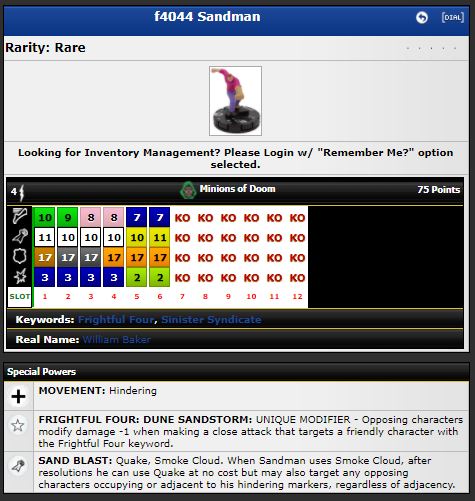 f4044 Sandman
[DIAL]
Rarity: Rare
Looking for Inventory Management? Please Login w/ "Remember Me?" option
selected.
4 Minions of Doom 75 Points
10 9 8 8 7 7 KO KO KO KO KO KO
11 10 10 10 10 11 KO KO KO KO KO KO
17 17 17 17 17 17 KO KO KO KO KO KO
3 3 3 3 2 2 KO KO KO KO KO KO
SLOT 1 2 3 4 5 6 7 8 9 10 11 12
Keywords: Frightful Four, Sinister Syndicate
Real Name: William Baker
Special Powers
MOVEMENT: Hindering
FRIGHTFUL FOUR: DUNE SANDSTORM: UNIQUE MODIFIER - Opposing characters
modify damage -1 when making a close attack that targets a friendly character with
the Frightful Four keyword.
SAND BLAST: Quake, Smoke Cloud. When Sandman uses Smoke Cloud, after
resolutions he can use Quake at no cost but may also target any opposing
characters occupying or adjacent to his hindering markers, regardless of adjacency.